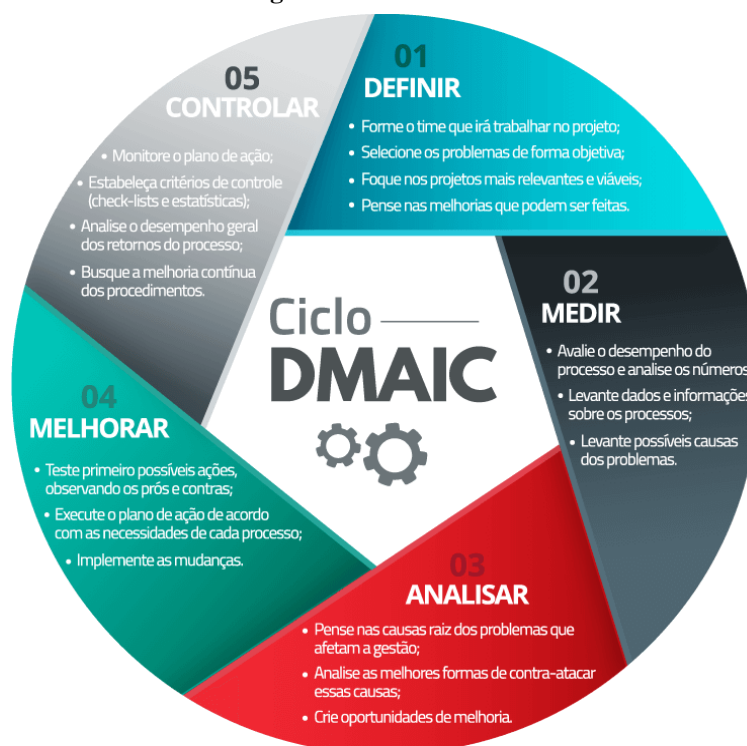 01
DEFINIR
• Forme o time que irá trabalhar no projeto;
• Selecione os problemas de forma objetiva;
• Foque nos projetos mais relevantes e viáveis;
• Pense nas melhorias que podem ser feitas.
02
MEDIR
• Avalie o desempenho do
processo e analise os números
• Levante dados e informações
sobre os processos;
• Levante possíveis causas
dos problemas.
03
ANALISAR
• Pense nas causas raiz dos problemas que
afetam a gestão;
• Analise as melhores formas de contra-atacar
essas causas;
• Crie oportunidades de melhoria.
04
MELHORAR
• Teste primeiro possíveis ações,
observando os prós e contras;
• Execute o plano de ação de acordo
com as necessidades de cada processo;
• Implemente as mudanças.
05
CONTROLAR
• Monitore o plano de ação;
• Estabeleça critérios de controle
(check-lists e estatísticas);
• Analise o desempenho geral
dos retornos do processo;
• Busque a melhoria contínua
dos procedimentos.
Ciclo
DMAIC